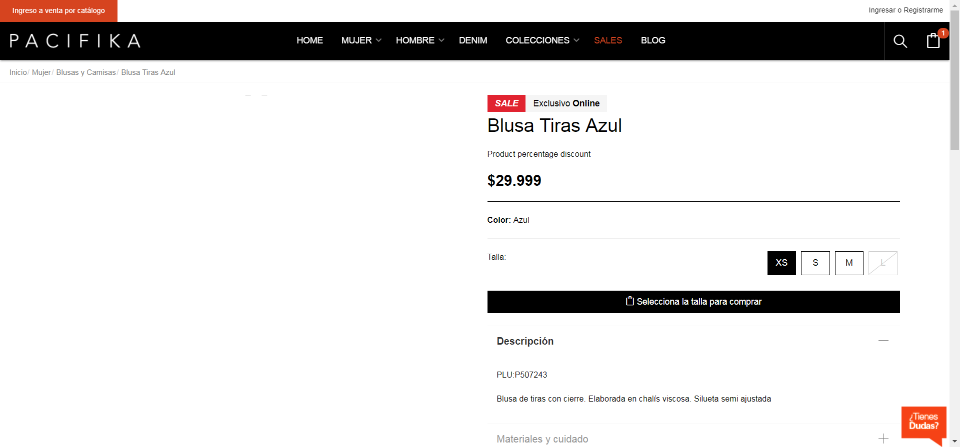 Ingreso a venta por catálogo
Ingresar o Registrarme
PACIFIKA
HOME MUJER HOMBRE DENIM COLECCIONES SALES BLOG
1
Inicio/ Mujer/ Blusas y Camisas/ Blusa Tiras Azul
SALE Exclusivo Online
Blusa Tiras Azul
Product percentage discount
$29.999
Color: Azul
Talla:
XS S M L
Selecciona la talla para comprar
Descripción
PLU:P507243
Blusa de tiras con cierre. Elaborada en chalís viscosa. Silueta semi ajustada
Materiales y cuidado
¿Tienes
Dudas?